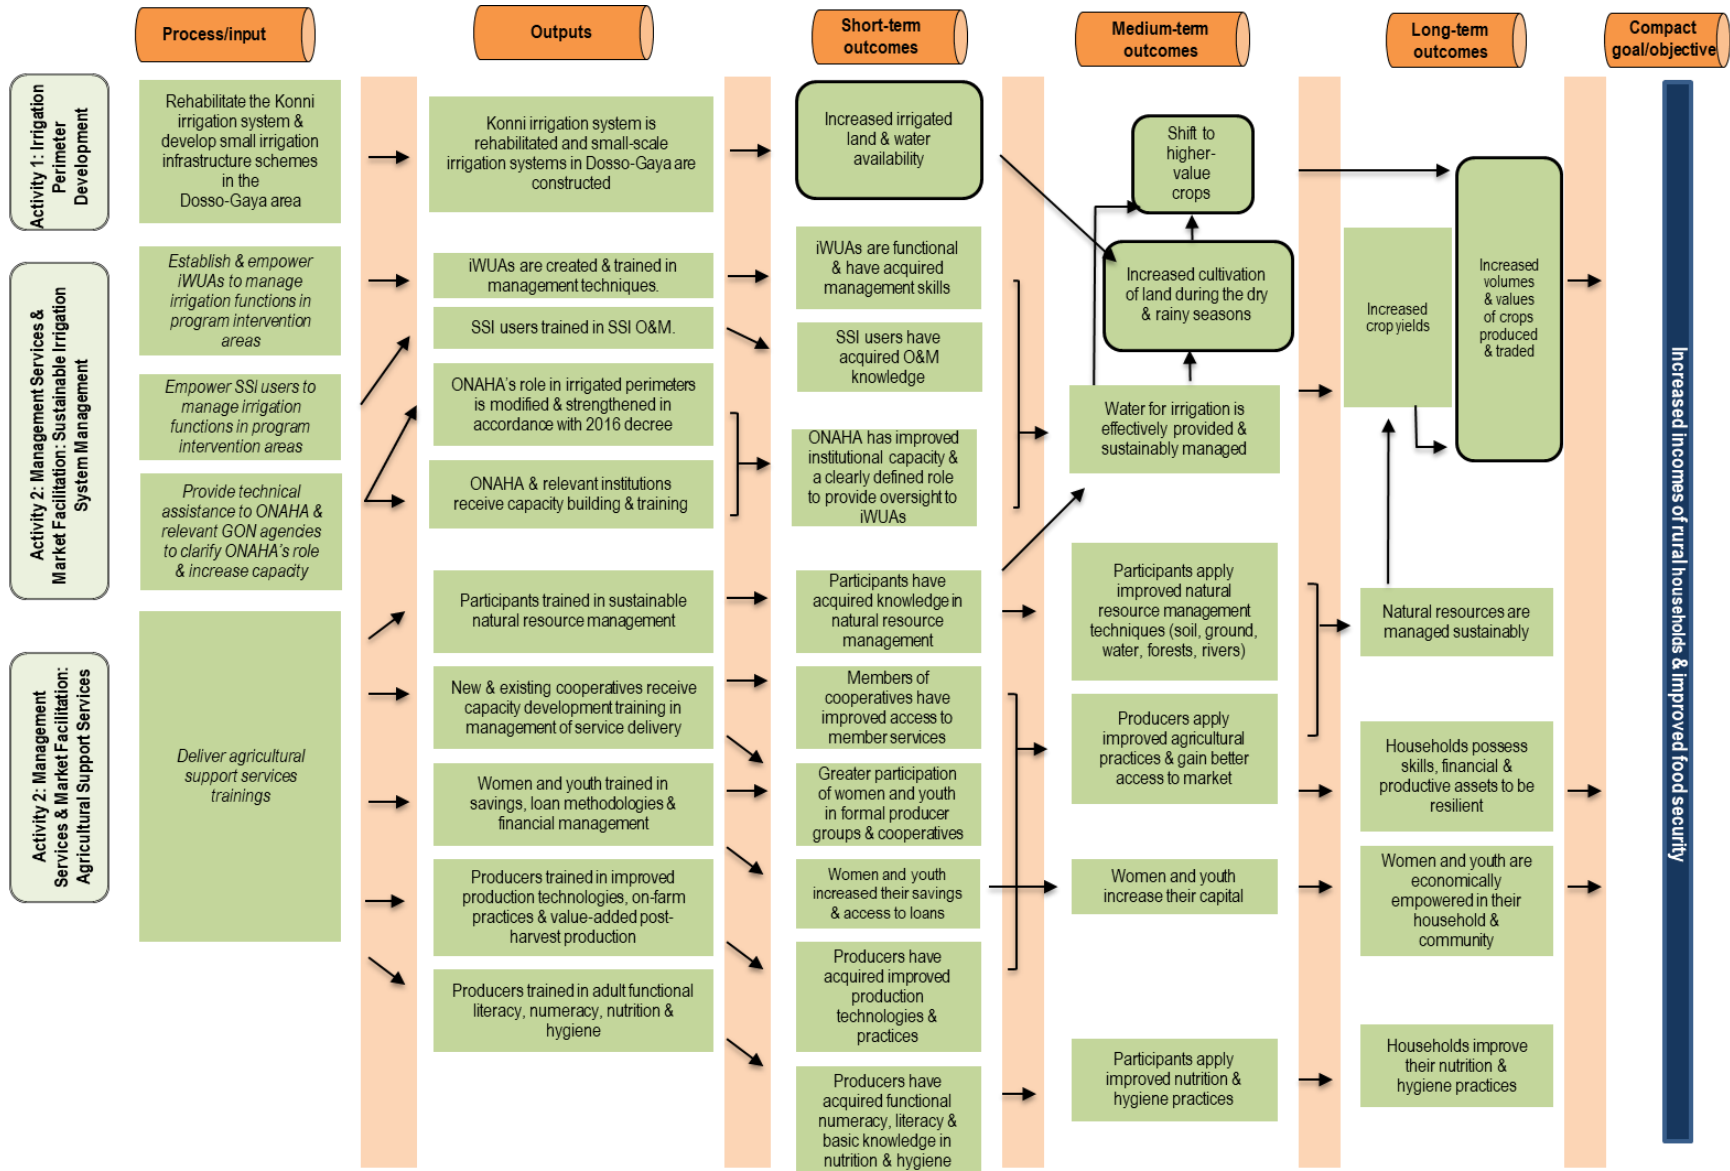 Process/input
Outputs
Short-term
outcomes
Medium-term
outcomes
Long-term
outcomes
Compact
goal/objective
Activity 1: Irrigation
Perimeter
Development
Rehabilitate the Konni
irrigation system &
develop small irrigation
infrastructure schemes
in the
Dosso-Gaya area
Konni irrigation system is
rehabilitated and small-scale
irrigation systems in Dosso-Gaya are
constructed
Increased irrigated
land & water
availability
Shift to
higher-
value
crops
Increased cultivation
of land during the dry
& rainy seasons
Increased crop yields
Increased
volumes
& values
of crops
produced
& traded
Increased incomes of rural households & improved food security
Activity 2: Management Services &
Market Facilitation: Sustainable Irrigation
System Management
Establish & empower
iWUAs to manage
irrigation functions in
program intervention
areas
Empower SSI users to
manage irrigation
functions in program
intervention areas
Provide technical
assistance to ONAHA &
relevant GON agencies
to clarify ONAHA's role
& increase capacity
iWUAs are created & trained in
management techniques.
SSI users trained in SSI O&M.
ONAHA's role in irrigated perimeters
is modified & strengthened in
accordance with 2016 decree
ONAHA & relevant institutions
receive capacity building & training
iWUAs are functional
& have acquired
management skills
SSI users have
acquired O&M
knowledge
ONAHA has improved
institutional capacity &
a clearly defined role
to provide oversight to
iWUAs
Water for irrigation is
effectively provided &
sustainably managed
Activity 2: Management
Services & Market Facilitation:
Agricultural Support Services
Deliver agricultural
support services
trainings
Participants trained in sustainable
natural resource management
New & existing cooperatives receive
capacity development training in
management of service delivery
Women and youth trained in
savings, loan methodologies &
financial management
Producers trained in improved
production technologies, on-farm
practices & value-added post-
harvest production
Producers trained in adult functional
literacy, numeracy, nutrition &
hygiene
Participants have
acquired knowledge in
natural resource
management
Members of
cooperatives have
improved access to
member services
Greater participation
of women and youth
in formal producer
groups & cooperatives
Women and youth
increased their savings
& access to loans
Producers have
acquired improved
production
technologies &
practices
Producers have
acquired functional
numeracy, literacy &
basic knowledge in
nutrition & hygiene
Participants apply
improved natural
resource management
techniques (soil, ground,
water, forests, rivers)
Producers apply
improved agricultural
practices & gain better
access to market
Women and youth
increase their capital
Participants apply
improved nutrition &
hygiene practices
Natural resources are
managed sustainably
Households possess
skills, financial &
productive assets to be
resilient
Women and youth are
economically
empowered in their
household &
community
Households improve
their nutrition &
hygiene practices